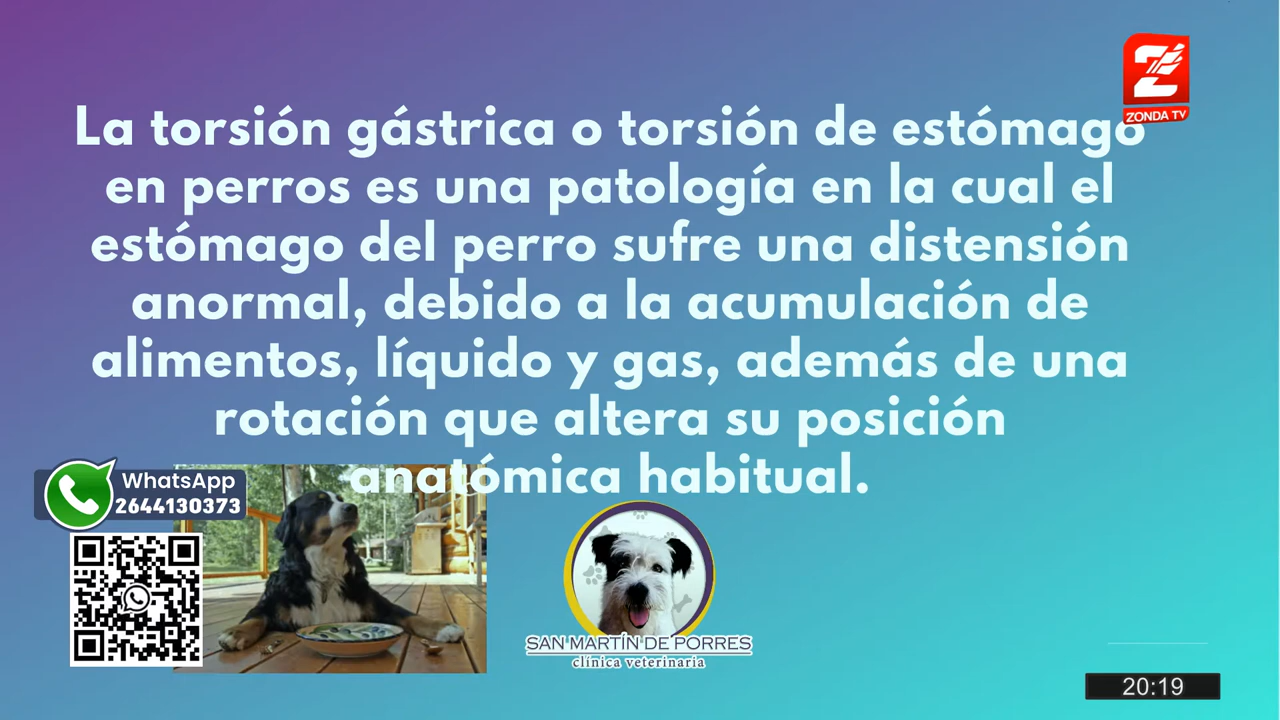 ZONDA TV
La torsión gástrica o torsión de estómago
en perros es una patología en la cual el
estómago del perro sufre una distensión
anormal, debido a la acumulación de
alimentos, líquido y gas, además de una
rotación que altera su posición
anatómica habitual.
WhatsApp
2644130373
SAN MARTÍN DE PORRES
clínica veterinaria
20:19